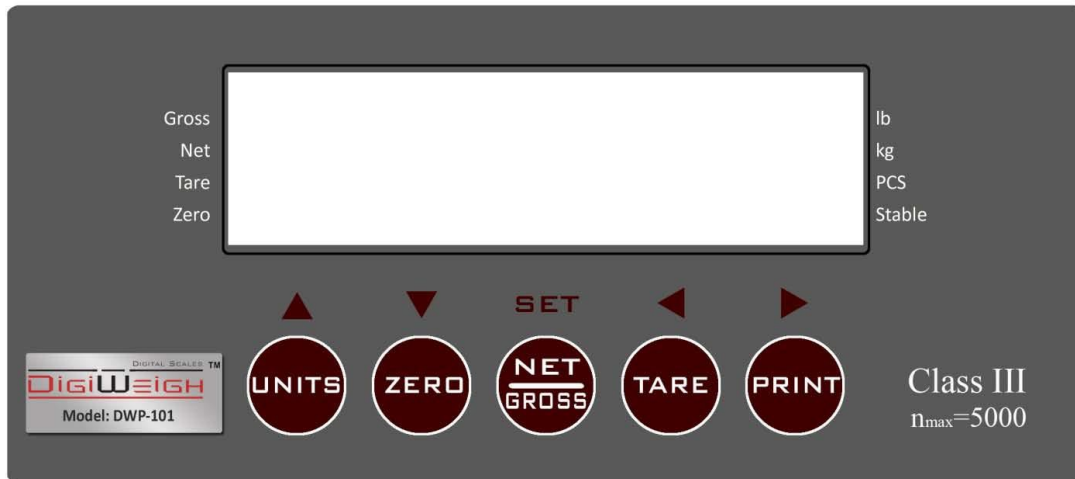 Gross
Net
Tare
Zero
lb
kg
PCS
Stable
SET
UNITS
ZERO
NET
GROSS
TARE
PRINT
DIGITAL SCALES TM
DIGIWEIGH
Model: DWP-101
Class III
nmax=5000